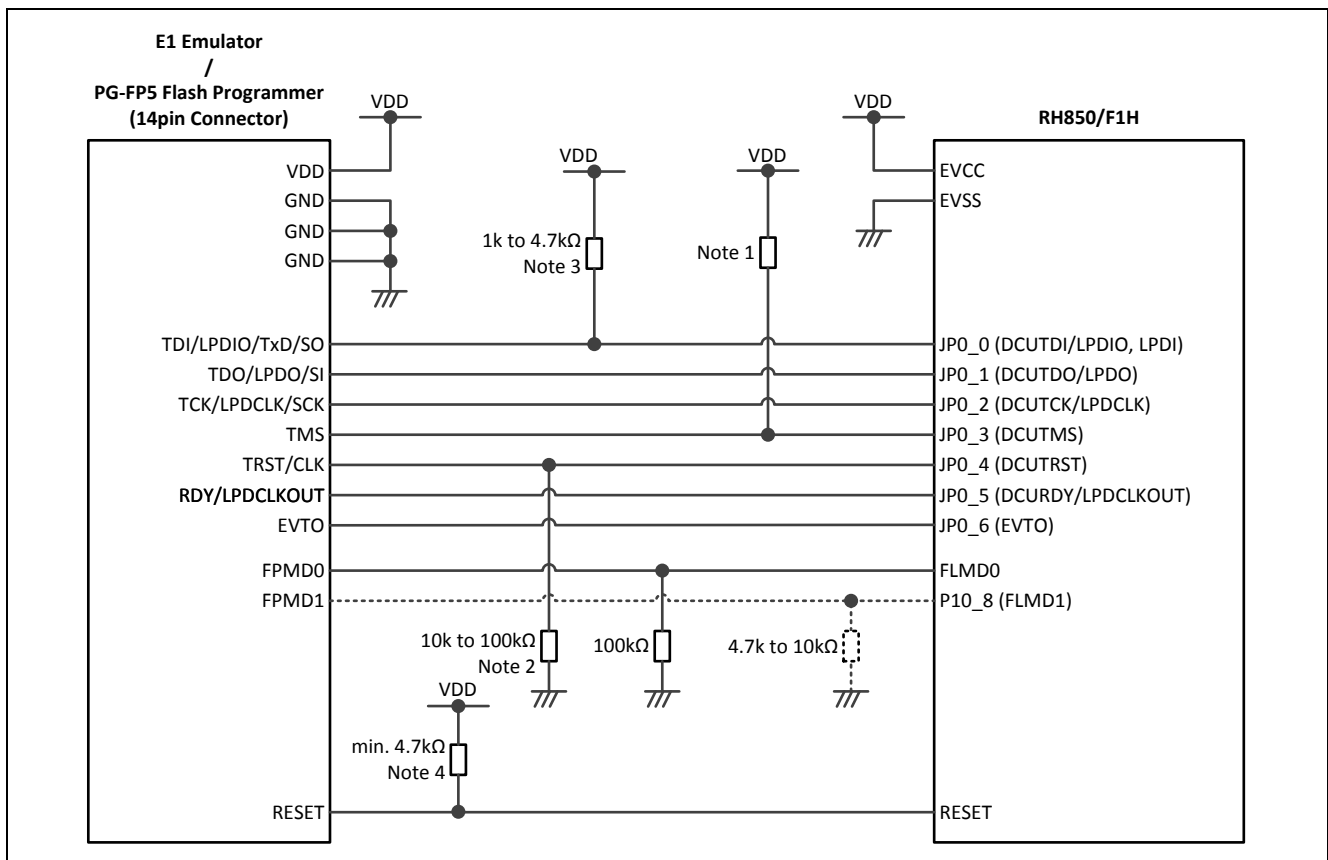 E1 Emulator
/
PG-FP5 Flash Programmer
(14pin Connector)
VDD
VDD
RH850/F1H
VDD
VDD
VDD
EVCC
GND
EVSS
GND
GND
1k to 4.7kΩ
Note 3
Note 1
TDI/LPDIO/TxD/SO
JP0_0 (DCUTDI/LPDIO, LPDI)
TDO/LPDO/SI
JP0_1 (DCUTDO/LPDO)
TCK/LPDCLK/SCK
JP0_2 (DCUTCK/LPDCLK)
TMS
JP0_3 (DCUTMS)
TRST/CLK
JP0_4 (DCUTRST)
RDY/LPDCLKOUT
JP0_5 (DCURDY/LPDCLKOUT)
EVTO
JP0_6 (EVTO)
FPMD0
FLMD0
FPMD1
P10_8 (FLMD1)
10k to 100kΩ
Note 2
100kΩ
4.7k to 10kΩ
VDD
min. 4.7kΩ
Note 4
RESET
RESET